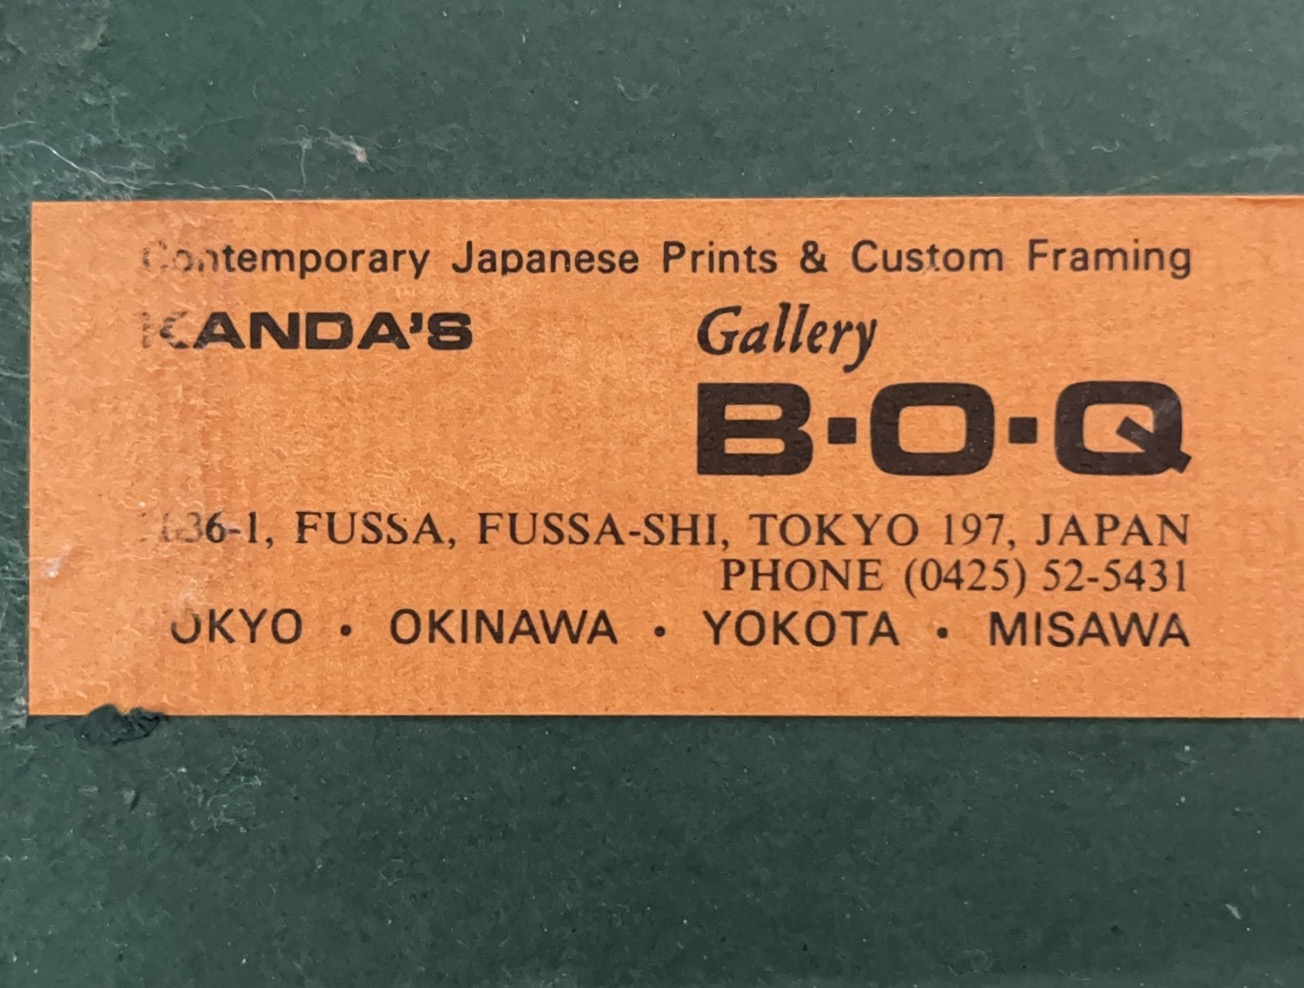 Contemporary Japanese Prints & Custom Framing
KANDA'S Gallery
B·O·Q
FUSSA, FUSSA-SHI, TOKYO 197, JAPAN
PHONE (0425) 52-5431
TOKYO · OKINAWA · YOKOTA · MISAWA